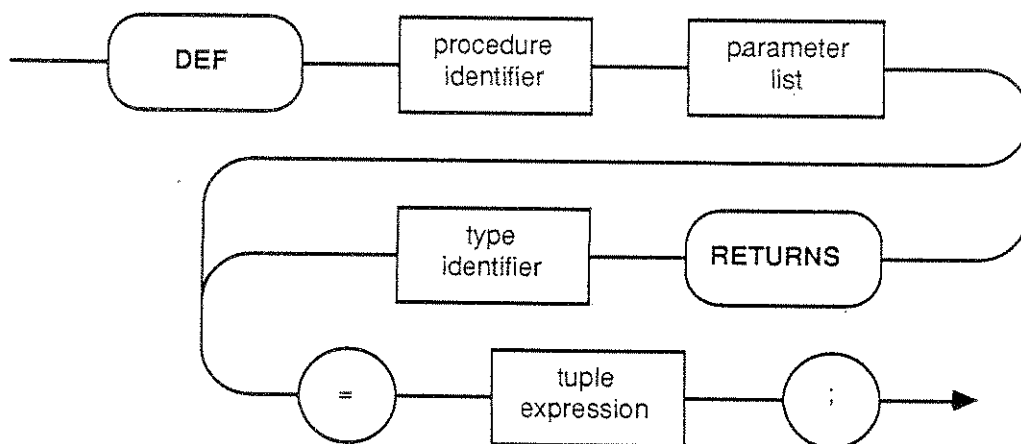 DEF
procedure
identifier
parameter
list
type
identifier
RETURNS
=
tuple
expression
;